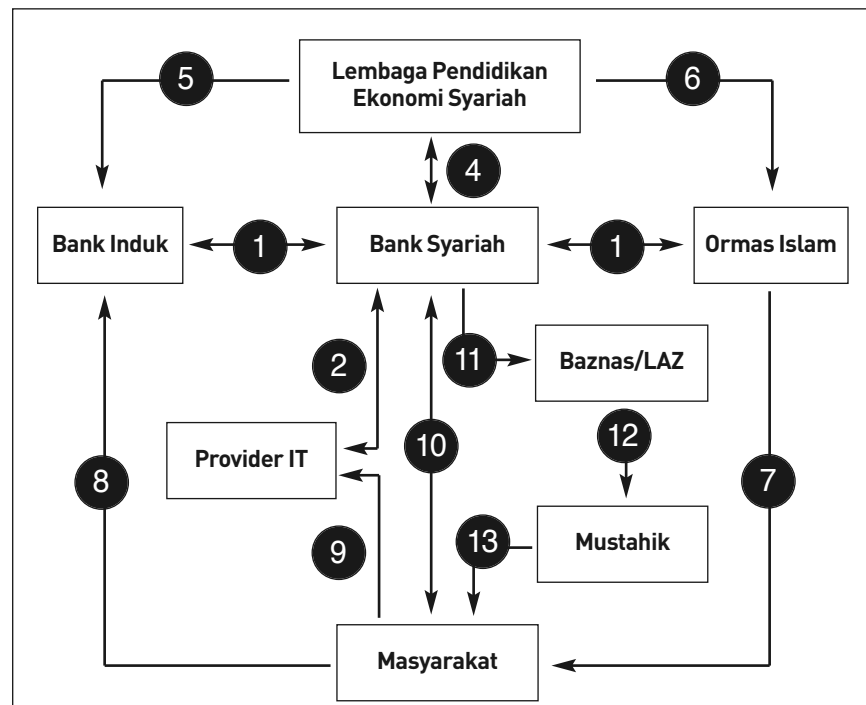 Lembaga Pendidikan
Ekonomi Syariah
5
6
4
Bank Induk
1
Bank Syariah
1
Ormas Islam
2
11
Baznas/LAZ
Provider IT
10
12
8
7
9
13
Mustahik
Masyarakat